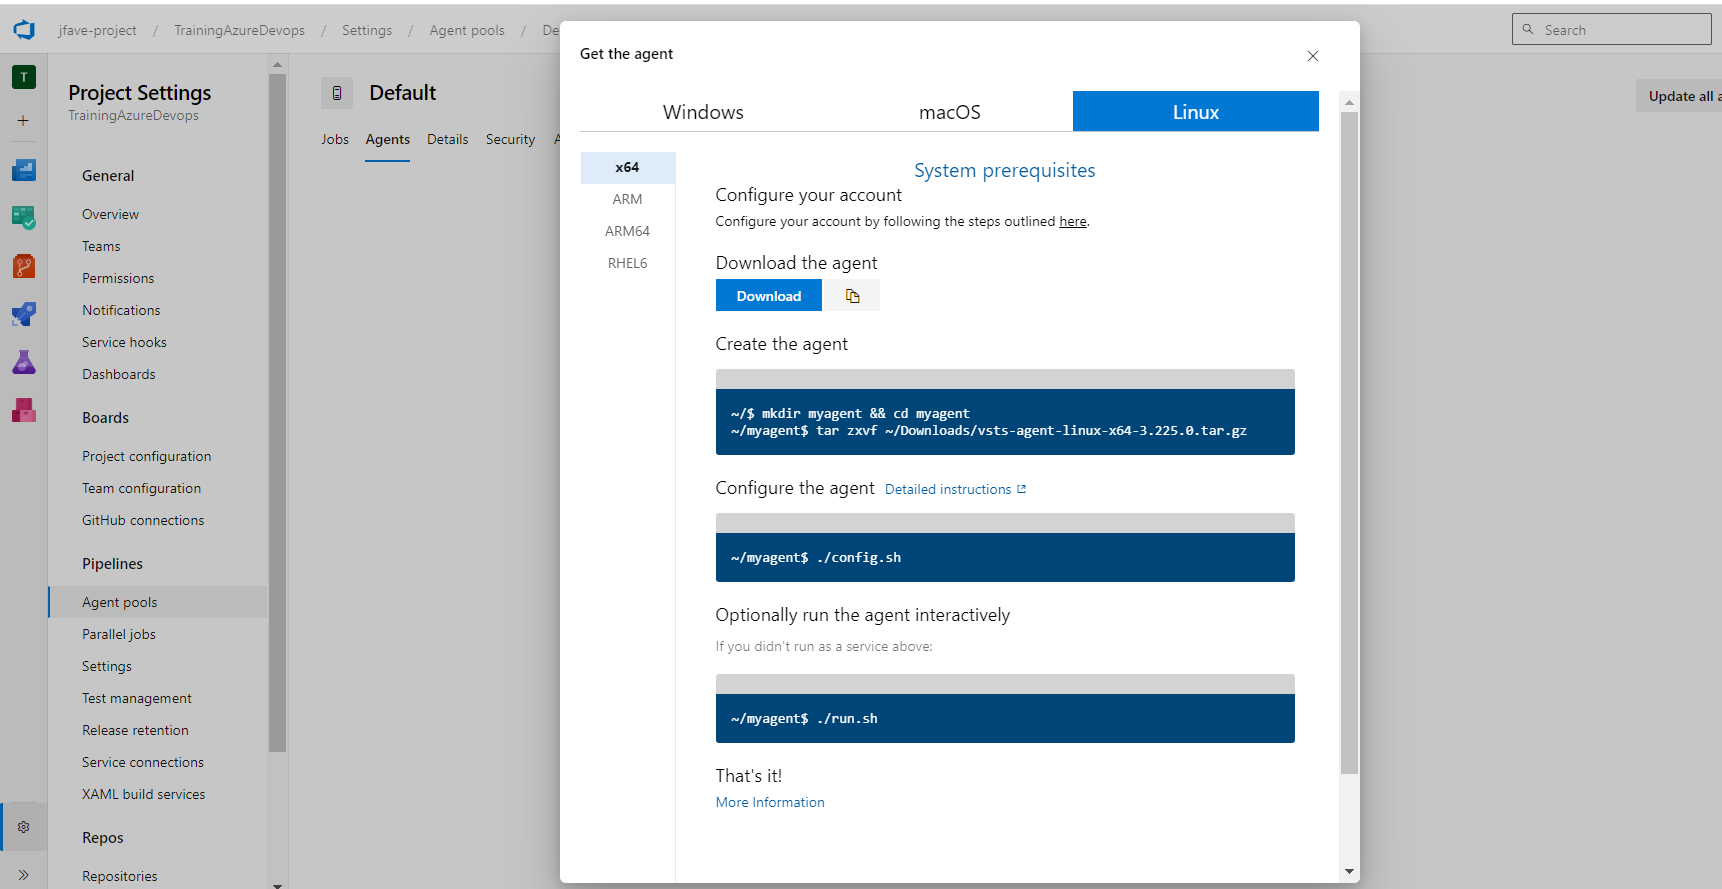 jfave-project / TrainingAzureDevops / Settings / Agent pools / De
Search
T
Project Settings
TrainingAzureDevops
General
Overview
Teams
Permissions
Notifications
Service hooks
Dashboards
Boards
Project configuration
Team configuration
GitHub connections
Pipelines
Agent pools
Parallel jobs
Settings
Test management
Release retention
Service connections
XAML build services
Repos
Repositories
Default
Update all a
Jobs Agents Details Security A
Get the agent
Windows macOS Linux
x64
ARM
ARM64
RHEL6
System prerequisites
Configure your account
Configure your account by following the steps outlined here.
Download the agent
Download
Create the agent
~/$ mkdir myagent && cd myagent
~/myagent$ tar zxvf ~/Downloads/vsts-agent-linux-x64-3.225.0.tar.gz
Configure the agent Detailed instructions
~/myagent$ ./config.sh
Optionally run the agent interactively
If you didn't run as a service above:
~/myagent$ ./run.sh
That's it!
More Information